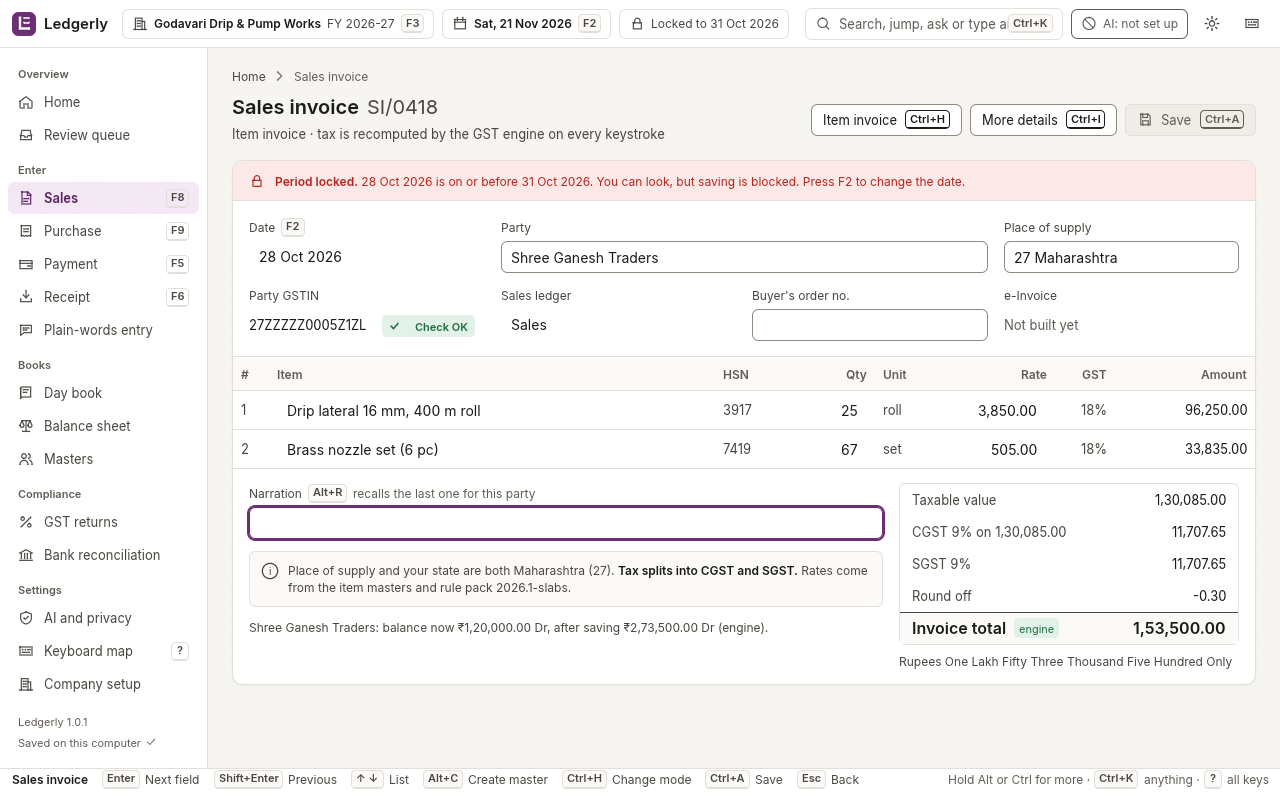 Ledgerly
Godavari Drip & Pump Works FY 2026-27 F3
Sat, 21 Nov 2026 F2
Locked to 31 Oct 2026
Search, jump, ask or type a Ctrl+K
AI: not set up
Overview
Home
Review queue
Enter
Sales F8
Purchase F9
Payment F5
Receipt F6
Plain-words entry
Books
Day book
Balance sheet
Masters
Compliance
GST returns
Bank reconciliation
Settings
AI and privacy
Keyboard map ?
Company setup
Ledgerly 1.0.1
Saved on this computer
Home Sales invoice
Sales invoice SI/0418
Item invoice · tax is recomputed by the GST engine on every keystroke
Item invoice Ctrl+H
More details Ctrl+I
Save Ctrl+A
Period locked. 28 Oct 2026 is on or before 31 Oct 2026. You can look, but saving is blocked. Press F2 to change the date.
Date F2 Party Place of supply
28 Oct 2026 Shree Ganesh Traders 27 Maharashtra
Party GSTIN Sales ledger Buyer's order no. e-Invoice
27ZZZZZ0005Z1ZL Check OK Sales Not built yet
# Item HSN Qty Unit Rate GST Amount
1 Drip lateral 16 mm, 400 m roll 3917 25 roll 3,850.00 18% 96,250.00
2 Brass nozzle set (6 pc) 7419 67 set 505.00 18% 33,835.00
Narration Alt+R recalls the last one for this party
Place of supply and your state are both Maharashtra (27). Tax splits into CGST and SGST. Rates come
from the item masters and rule pack 2026.1-slabs.
Shree Ganesh Traders: balance now ₹1,20,000.00 Dr, after saving ₹2,73,500.00 Dr (engine).
Taxable value 1,30,085.00
CGST 9% on 1,30,085.00 11,707.65
SGST 9% 11,707.65
Round off -0.30
Invoice total engine 1,53,500.00
Rupees One Lakh Fifty Three Thousand Five Hundred Only
Sales invoice Enter Next field Shift+Enter Previous ↑ ↓ List Alt+C Create master Ctrl+H Change mode Ctrl+A Save Esc Back Hold Alt or Ctrl for more · Ctrl+K anything · ? all keys